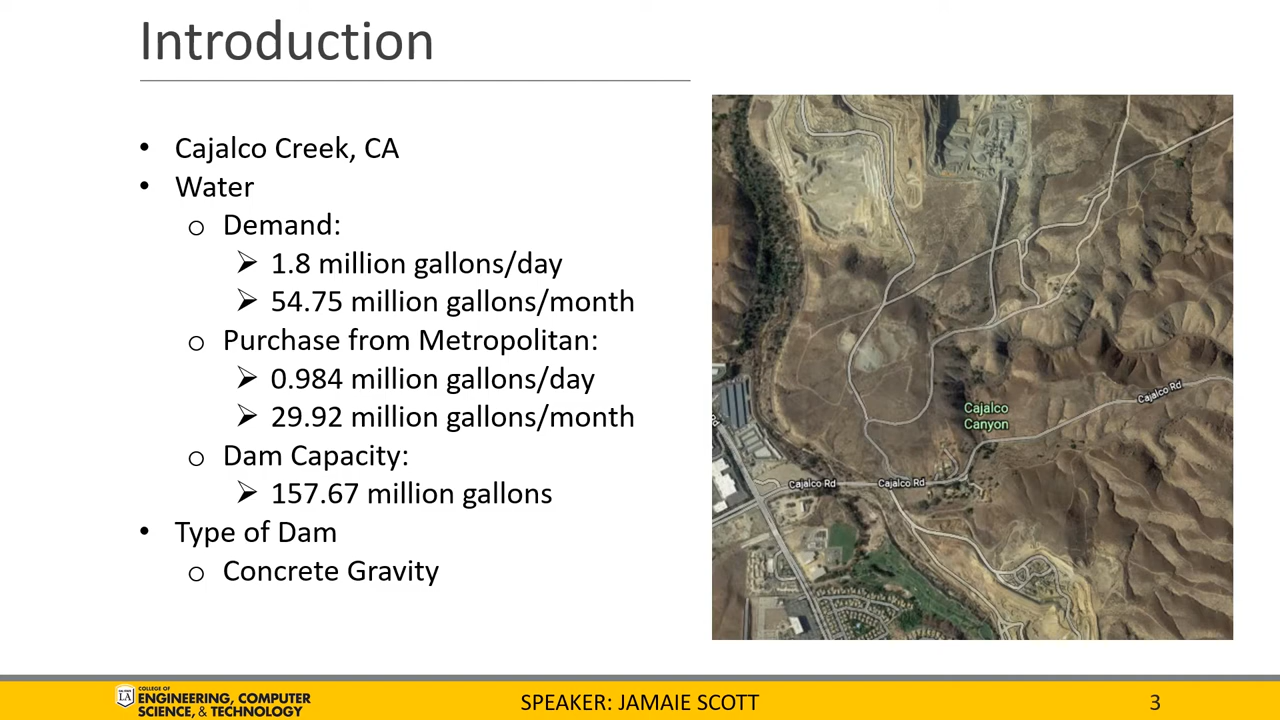 Introduction
• Cajalco Creek, CA
• Water
o Demand:
➢ 1.8 million gallons/day
➢ 54.75 million gallons/month
o Purchase from Metropolitan:
➢ 0.984 million gallons/day
➢ 29.92 million gallons/month
o Dam Capacity:
➢ 157.67 million gallons
• Type of Dam
o Concrete Gravity
Cajalco Rd
Cajalco
Canyon
Rd
Cajalco Rd
Cajalco Rd
LA
COLLEGE OF
ENGINEERING, COMPUTER
SCIENCE, & TECHNOLOGY
SPEAKER: JAMAIE SCOTT
3